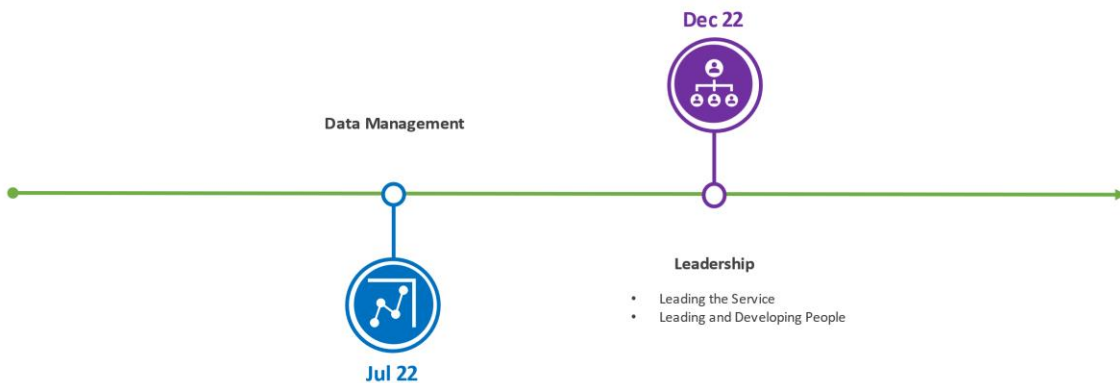 Dec 22
Data Management
Leadership
• Leading the Service
• Leading and Developing People
Jul 22